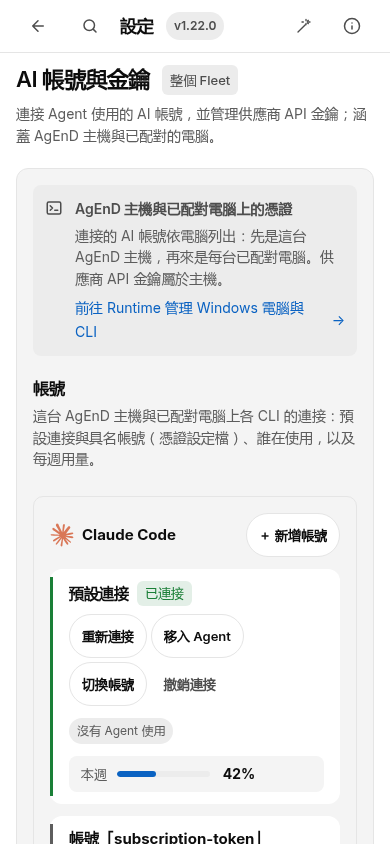 設定 v1.22.0
AI 帳號與金鑰 整個 Fleet
連接 Agent 使用的 AI 帳號，並管理供應商 API 金鑰；涵
蓋 AgEnD 主機與已配對的電腦。
AgEnD 主機與已配對電腦上的憑證
連接的 AI 帳號依電腦列出：先是這台
AgEnD 主機，再來是每台已配對電腦。供
應商 API 金鑰屬於主機。
前往 Runtime 管理 Windows 電腦與
CLI →
帳號
這台 AgEnD 主機與已配對電腦上各 CLI 的連接：預
設連接與具名帳號（憑證設定檔）、誰在使用，以及
每週用量。
Claude Code + 新增帳號
預設連接 已連接
重新連接 移入 Agent
切換帳號 撤銷連接
沒有 Agent 使用
本週 42%
帳號「subscription-token」